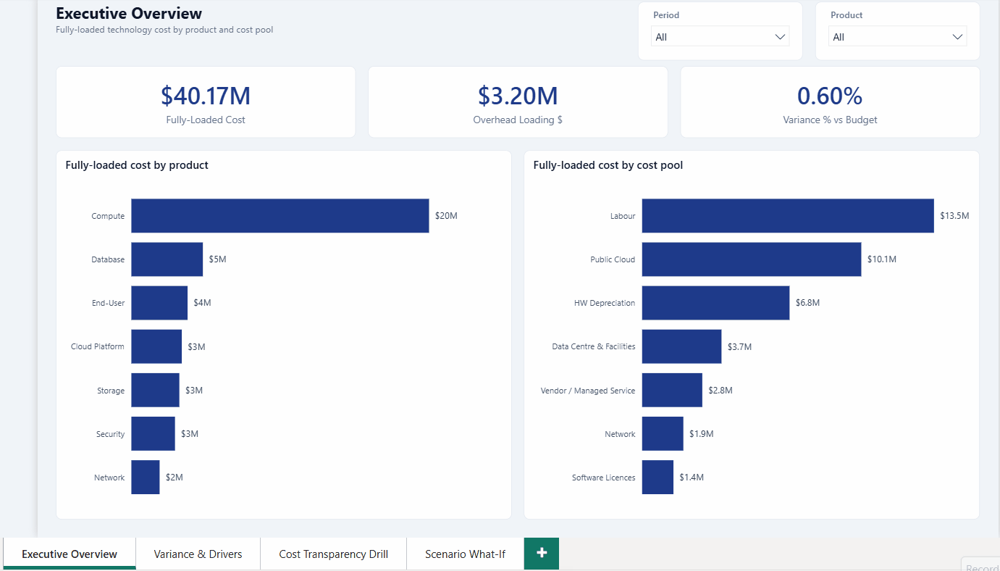 Executive Overview
Fully-loaded technology cost by product and cost pool
Period
All
Product
All
$40.17M
Fully-Loaded Cost
$3.20M
Overhead Loading $
0.60%
Variance % vs Budget
Fully-loaded cost by product
Compute $20M
Database $5M
End-User $4M
Cloud Platform $3M
Storage $3M
Security $3M
Network $2M
Fully-loaded cost by cost pool
Labour $13.5M
Public Cloud $10.1M
HW Depreciation $6.8M
Data Centre & Facilities $3.7M
Vendor / Managed Service $2.8M
Network $1.9M
Software Licences $1.4M
Executive Overview
Variance & Drivers
Cost Transparency Drill
Scenario What-If
+
Record